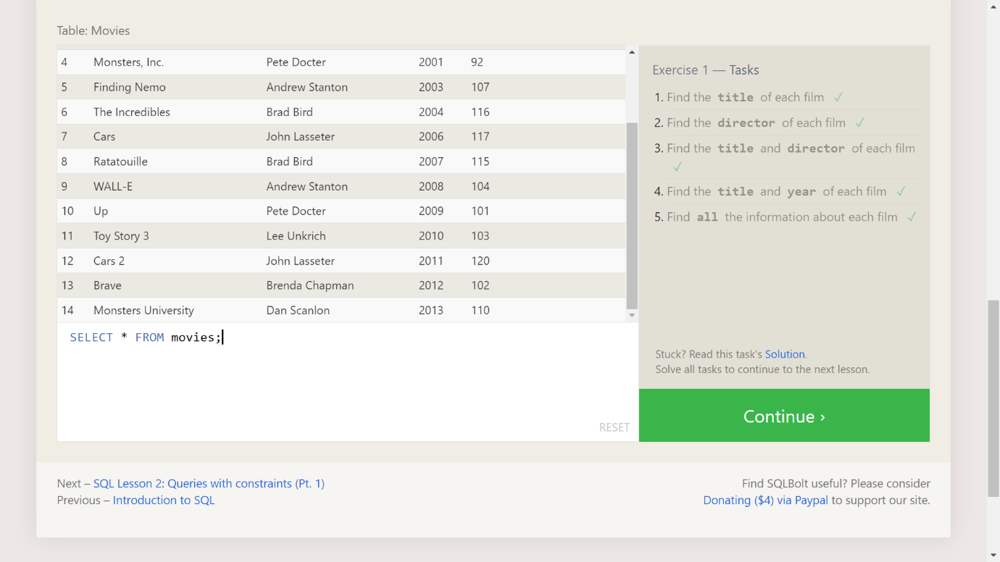 Table: Movies
4 Monsters, Inc. Pete Docter 2001 92
5 Finding Nemo Andrew Stanton 2003 107
6 The Incredibles Brad Bird 2004 116
7 Cars John Lasseter 2006 117
8 Ratatouille Brad Bird 2007 115
9 WALL-E Andrew Stanton 2008 104
10 Up Pete Docter 2009 101
11 Toy Story 3 Lee Unkrich 2010 103
12 Cars 2 John Lasseter 2011 120
13 Brave Brenda Chapman 2012 102
14 Monsters University Dan Scanlon 2013 110
SELECT * FROM movies;
RESET
Exercise 1 — Tasks
1. Find the title of each film ✓
2. Find the director of each film ✓
3. Find the title and director of each film
✓
4. Find the title and year of each film ✓
5. Find all the information about each film ✓
Stuck? Read this task's Solution.
Solve all tasks to continue to the next lesson.
Continue ›
Next – SQL Lesson 2: Queries with constraints (Pt. 1)
Previous – Introduction to SQL
Find SQLBolt useful? Please consider
Donating ($4) via Paypal to support our site.